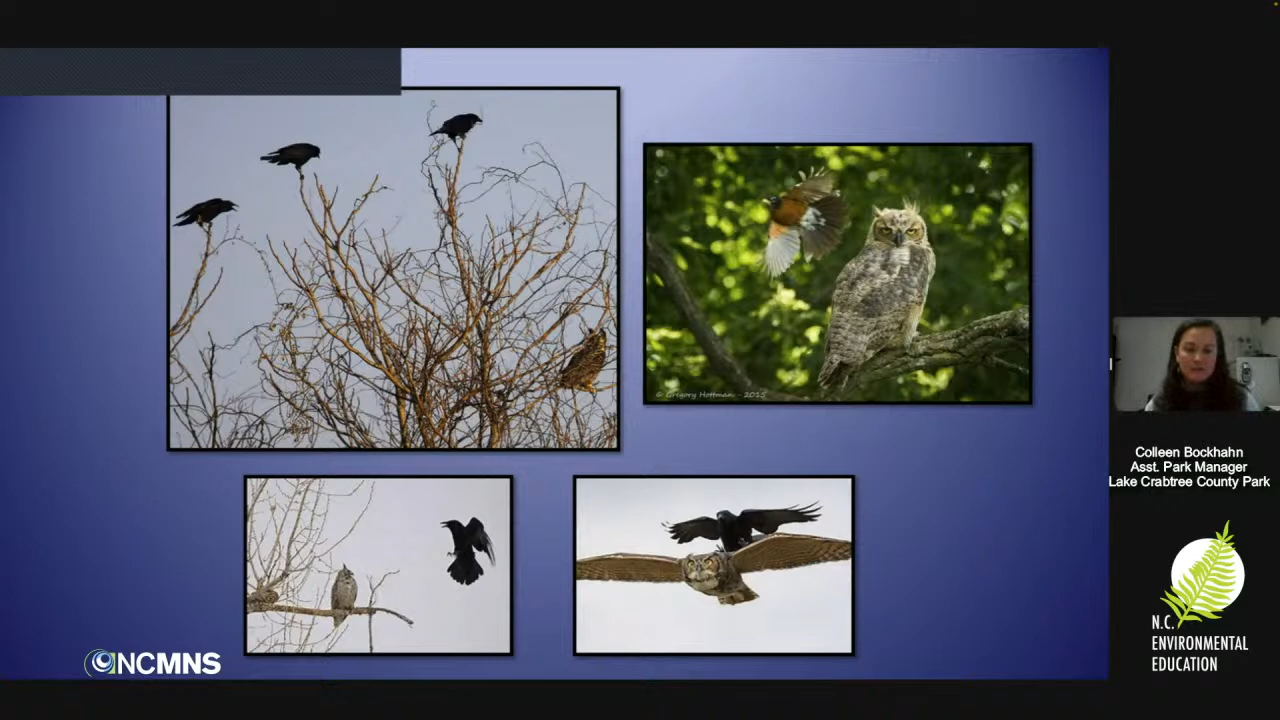 © Gregory Hoffman - 2015
Colleen Bockhahn
Asst. Park Manager
Lake Crabtree County Park
NCMNS
N.C.
ENVIRONMENTAL
EDUCATION